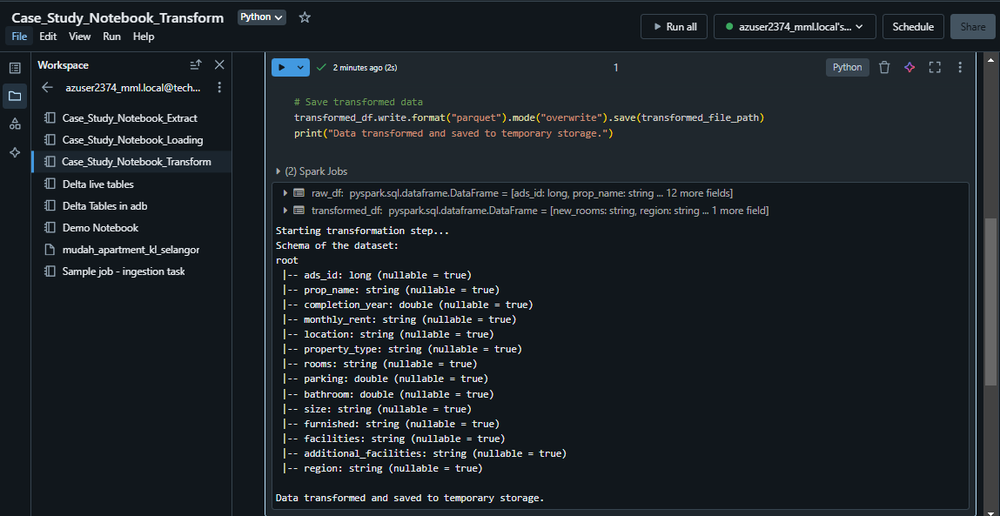 Case_Study_Notebook_Transform Python
File Edit View Run Help
Run all
azuser2374_mml.local's...
Schedule
Share
Workspace
azuser2374_mml.local@tech...
Case_Study_Notebook_Extract
Case_Study_Notebook_Loading
Case_Study_Notebook_Transform
Delta live tables
Delta Tables in adb
Demo Notebook
mudah_apartment_kl_selangor
Sample job - ingestion task
2 minutes ago (2s) 1 Python
# Save transformed data
transformed_df.write.format("parquet").mode("overwrite").save(transformed_file_path)
print("Data transformed and saved to temporary storage.")
(2) Spark Jobs
raw_df: pyspark.sql.dataframe.DataFrame = [ads_id: long, prop_name: string ... 12 more fields]
transformed_df: pyspark.sql.dataframe.DataFrame = [new_rooms: string, region: string ... 1 more field]
Starting transformation step...
Schema of the dataset:
root
|-- ads_id: long (nullable = true)
|-- prop_name: string (nullable = true)
|-- completion_year: double (nullable = true)
|-- monthly_rent: string (nullable = true)
|-- location: string (nullable = true)
|-- property_type: string (nullable = true)
|-- rooms: string (nullable = true)
|-- parking: double (nullable = true)
|-- bathroom: double (nullable = true)
|-- size: string (nullable = true)
|-- furnished: string (nullable = true)
|-- facilities: string (nullable = true)
|-- additional_facilities: string (nullable = true)
|-- region: string (nullable = true)
Data transformed and saved to temporary storage.